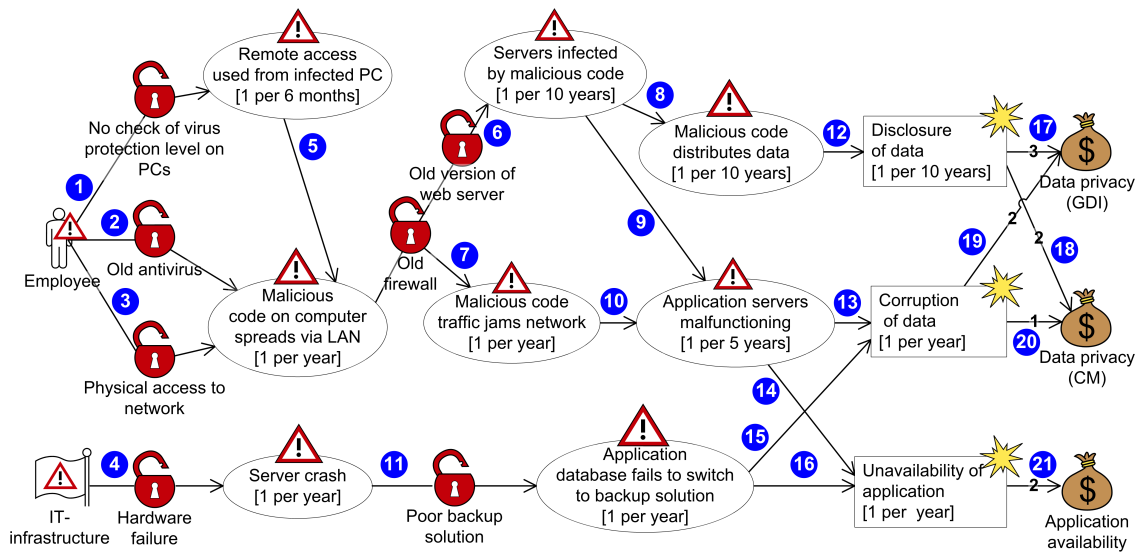 Remote access
used from infected PC
[1 per 6 months]
Servers infected
by malicious code
[1 per 10 years]
8
No check of virus
protection level on
PCs
5
6
Old version of
web server
Malicious code
distributes data
[1 per 10 years]
12
Disclosure
of data
[1 per 10 years]
17
3
$
Data privacy
(GDI)
1
2
Employee
Old antivirus
3
Malicious
code on computer
spreads via LAN
[1 per year]
Old
firewall
7
9
Malicious code
traffic jams network
[1 per year]
10
Application servers
malfunctioning
[1 per 5 years]
13
19
2
2
18
Corruption
of data
[1 per year]
1
20
$
Data privacy
(CM)
Physical access to
network
14
15
16
4
IT-
infrastructure
Hardware
failure
Server crash
[1 per year]
11
Poor backup
solution
Application
database fails to switch
to backup solution
[1 per year]
Unavailability of
application
[1 per  year]
21
2
$
Application
availability